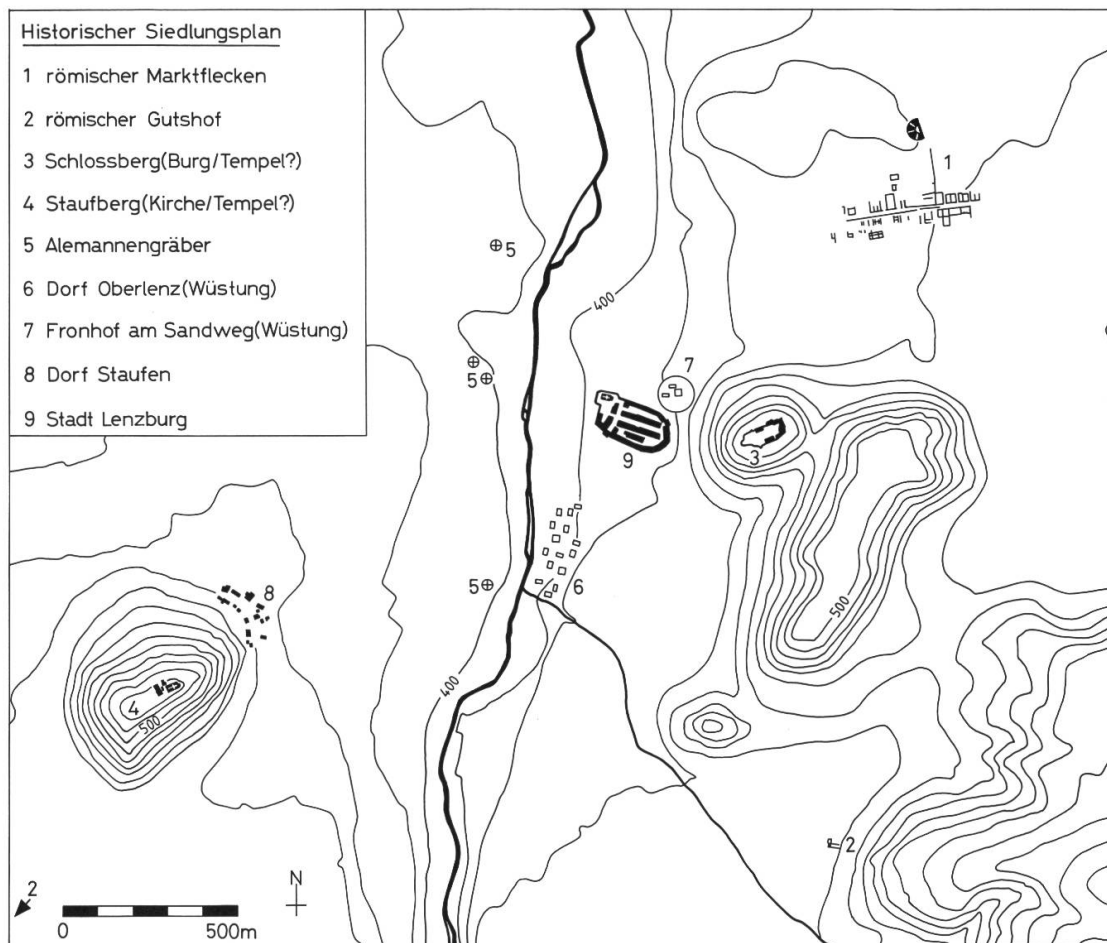 Historischer Siedlungsplan
1 römischer Marktflecken
2 römischer Gutshof
3 Schlossberg(Burg/Tempel?)
4 Staufberg(Kirche/Tempel?)
5 Alemannengräber
6 Dorf Oberlenz(Wüstung)
7 Fronhof am Sandweg(Wüstung)
8 Dorf Staufen
9 Stadt Lenzburg
1
5
400
7
5
9
3
5
6
8
500
400
4
500
2
2
N
0 500m